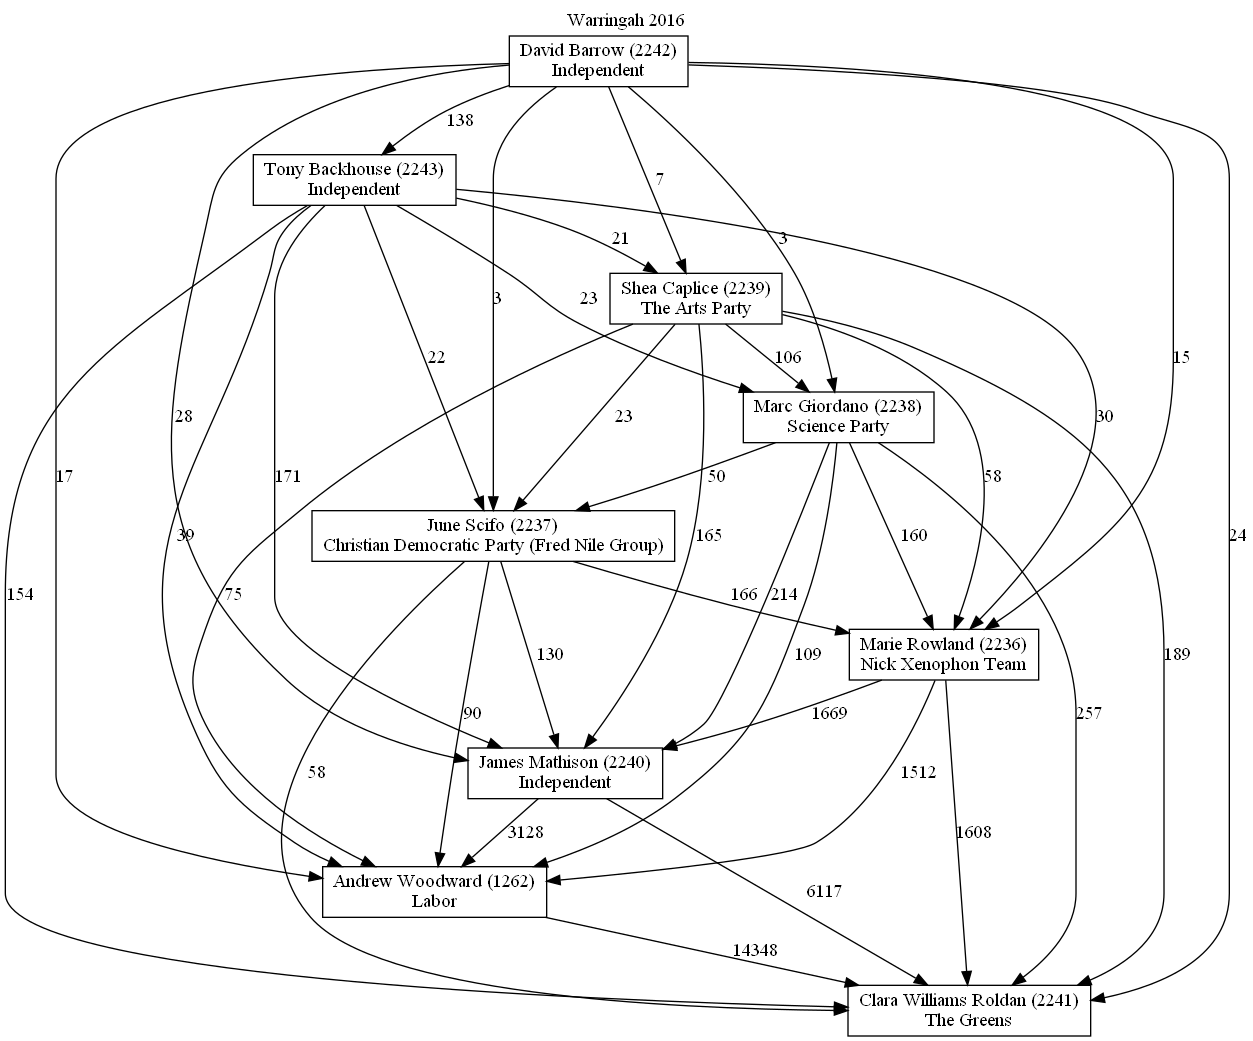 Warringah 2016
David Barrow (2242)
Independent
138
Tony Backhouse (2243)
Independent
7
21
3
Shea Caplice (2239)
The Arts Party
3
23
22
106
15
Marc Giordano (2238)
Science Party
28
23
30
17
171
50
58
June Scifo (2237)
Christian Democratic Party (Fred Nile Group)
39
165
160
24
154
75
166
214
Marie Rowland (2236)
Nick Xenophon Team
130
109
189
90
1669
257
James Mathison (2240)
Independent
58
1512
3128
1608
Andrew Woodward (1262)
Labor
6117
14348
Clara Williams Roldan (2241)
The Greens